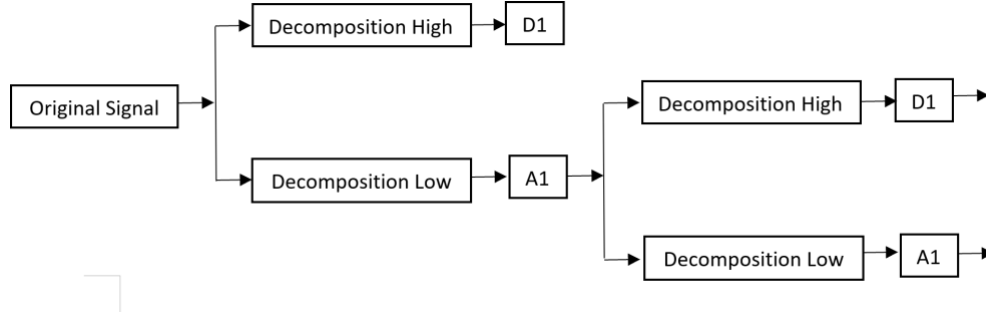 Decomposition High
D1
Original Signal
Decomposition Low
A1
Decomposition High
D1
Decomposition Low
A1